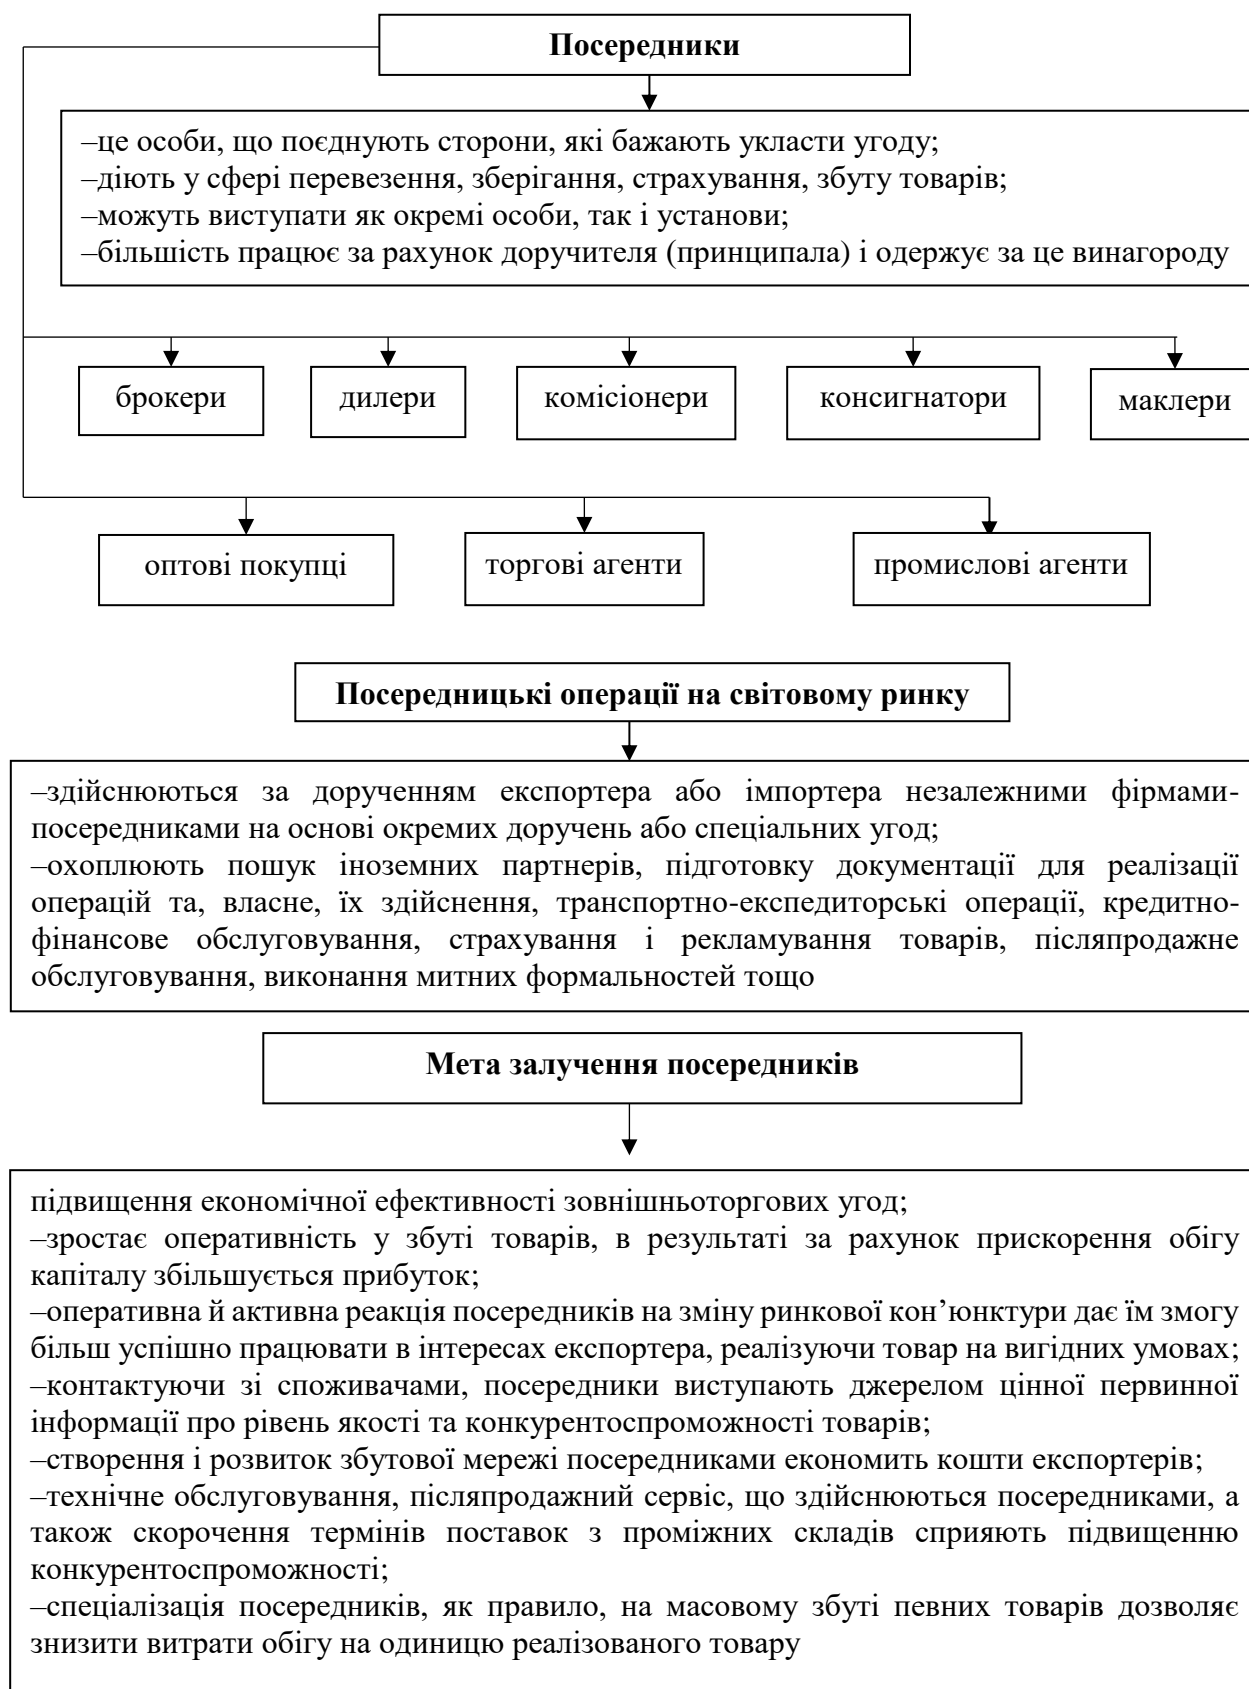 Посередники
–це особи, що поєднують сторони, які бажають укласти угоду;
–діють у сфері перевезення, зберігання, страхування, збуту товарів;
–можуть виступати як окремі особи, так і установи;
–більшість працює за рахунок доручителя (принципала) і одержує за це винагороду
брокери
дилери
комісіонери
консигнатори
маклери
оптові покупці
торгові агенти
промислові агенти
Посередницькі операції на світовому ринку
–здійснюються за дорученням експортера або імпортера незалежними фірмами-
посередниками на основі окремих доручень або спеціальних угод;
–охоплюють пошук іноземних партнерів, підготовку документації для реалізації
операцій та, власне, їх здійснення, транспортно-експедиторські операції, кредитно-
фінансове обслуговування, страхування і рекламування товарів, післяпродажне
обслуговування, виконання митних формальностей тощо
Мета залучення посередників
підвищення економічної ефективності зовнішньоторгових угод;
–зростає оперативність у збуті товарів, в результаті за рахунок прискорення обігу
капіталу збільшується прибуток;
–оперативна й активна реакція посередників на зміну ринкової кон’юнктури дає їм змогу
більш успішно працювати в інтересах експортера, реалізуючи товар на вигідних умовах;
–контактуючи зі споживачами, посередники виступають джерелом цінної первинної
інформації про рівень якості та конкурентоспроможності товарів;
–створення і розвиток збутової мережі посередниками економить кошти експортерів;
–технічне обслуговування, післяпродажний сервіс, що здійснюються посередниками, а
також скорочення термінів поставок з проміжних складів сприяють підвищенню
конкурентоспроможності;
–спеціалізація посередників, як правило, на масовому збуті певних товарів дозволяє
знизити витрати обігу на одиницю реалізованого товару